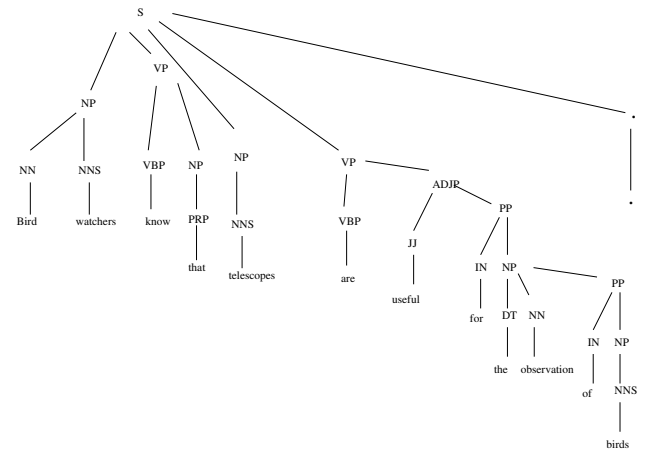 S
VP
NP
.
NN NNS VBP NP NP VP
ADJP
Bird watchers know PRP NNS VBP PP
that telescopes are JJ IN NP
useful for DT NN PP
the observation IN NP
of NNS
birds
.